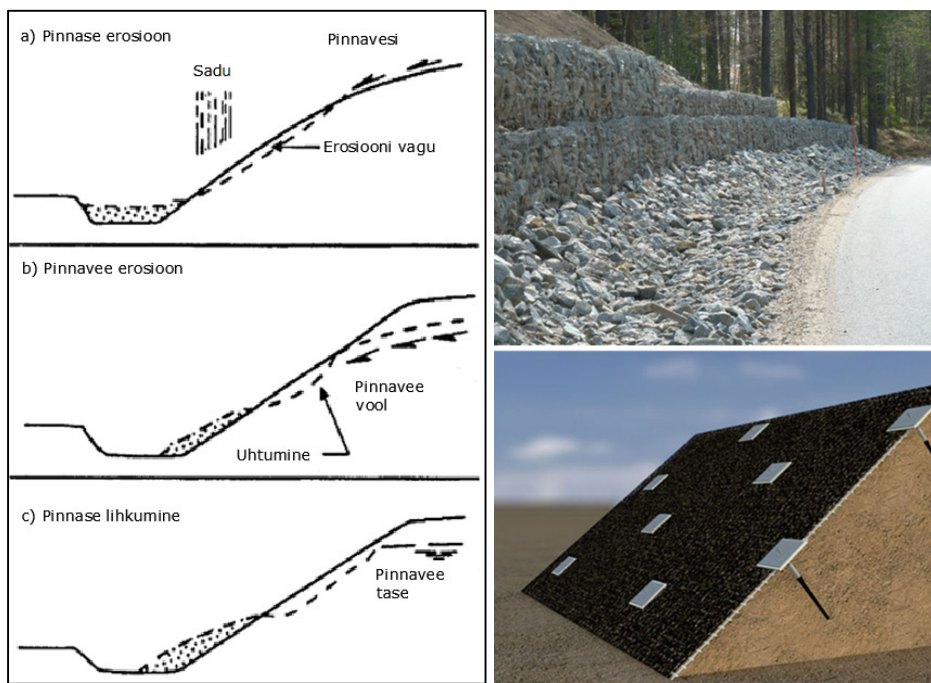 a) Pinnase erosioon
Pinnavesi
Sadu
Erosiooni vagu
b) Pinnavee erosioon
Pinnavee
vool
Uhtumine
c) Pinnase lihkumine
Pinnavee
tase